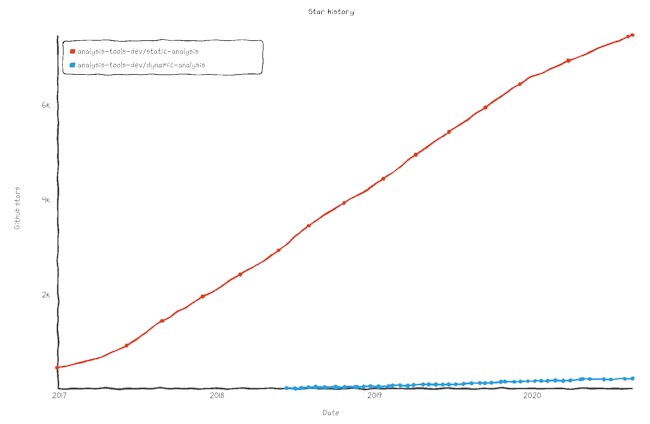 Star history
analysis-tools-dev/static-analysis
analysis-tools-dev/dynamic-analysis
6K
4K
2K
Github stars
2017
2018
2019
2020
Date